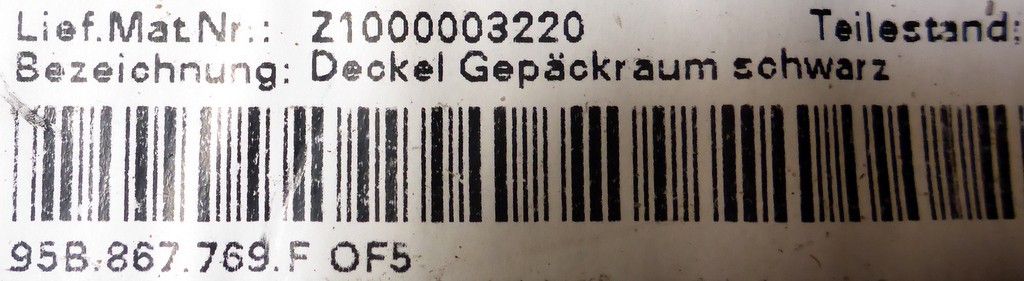 Lief.Mat.Nr.: Z1000003220 Teilestand:
Bezeichnung: Deckel Gepäckraum schwarz
95B.867.769.F OF5